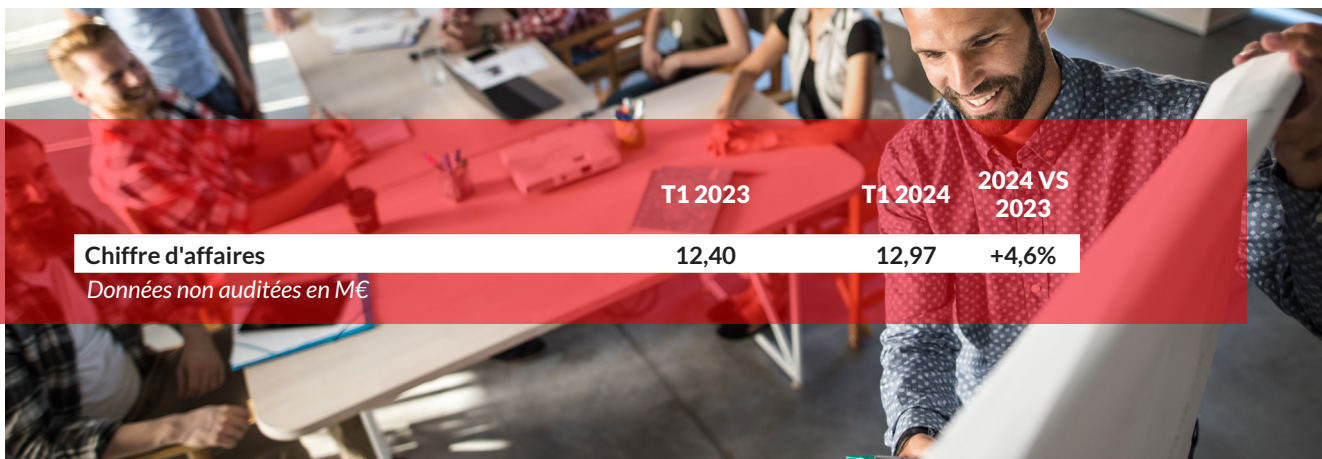 T1 2023 T1 2024 2024 VS
2023
Chiffre d'affaires 12,40 12,97 +4,6%
Données non auditées en M€